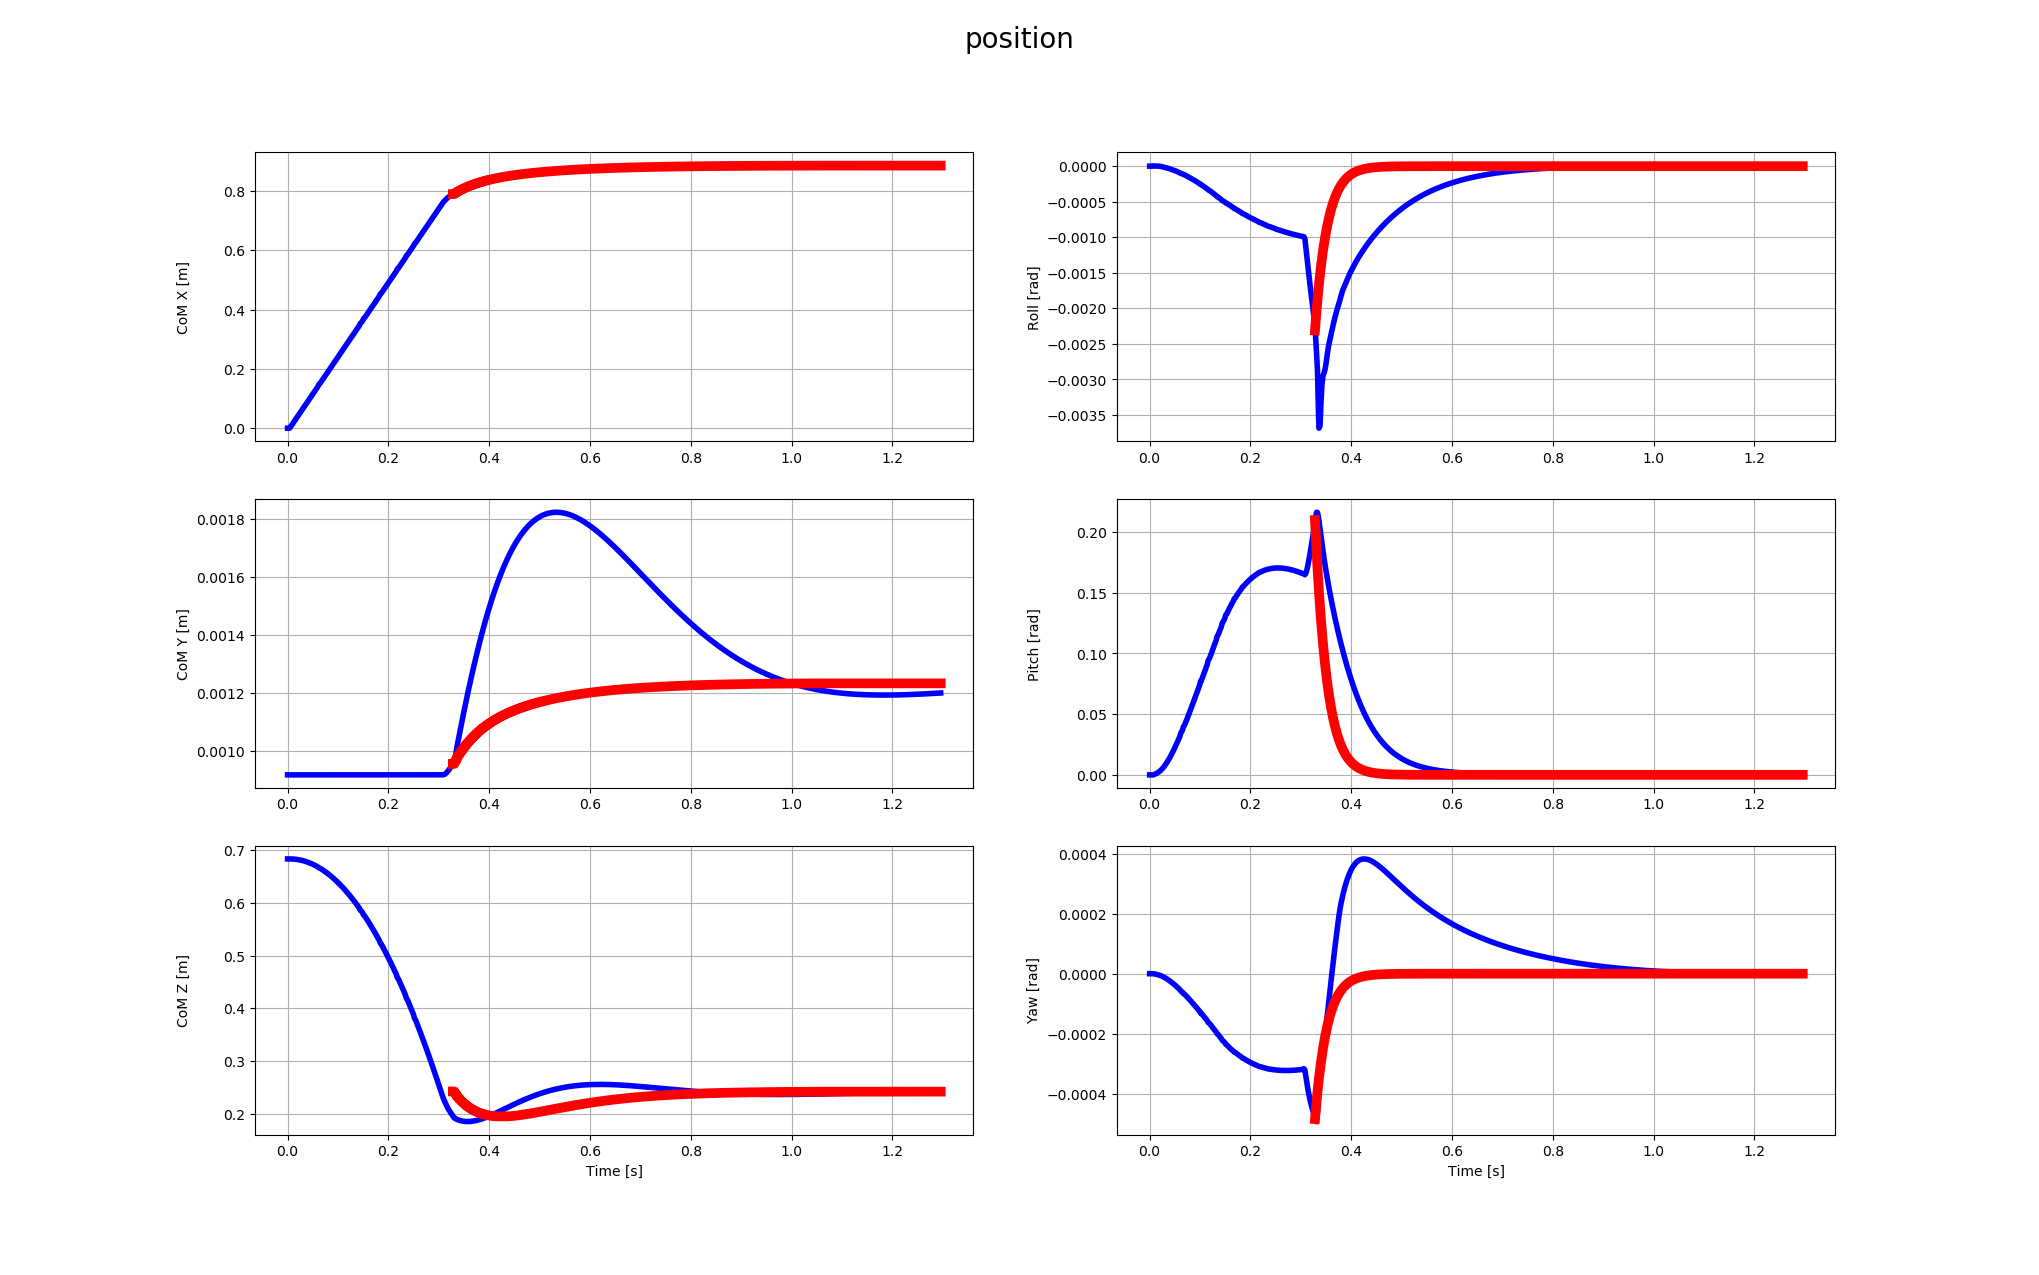 position
CoM X [m]
0.8
0.6
0.4
0.2
0.0
0.0 0.2 0.4 0.6 0.8 1.0 1.2
Roll [rad]
0.0000
−0.0005
−0.0010
−0.0015
−0.0020
−0.0025
−0.0030
−0.0035
0.0 0.2 0.4 0.6 0.8 1.0 1.2
CoM Y [m]
0.0018
0.0016
0.0014
0.0012
0.0010
0.0 0.2 0.4 0.6 0.8 1.0 1.2
Pitch [rad]
0.20
0.15
0.10
0.05
0.00
0.0 0.2 0.4 0.6 0.8 1.0 1.2
CoM Z [m]
0.7
0.6
0.5
0.4
0.3
0.2
0.0 0.2 0.4 0.6 0.8 1.0 1.2
Time [s]
Yaw [rad]
0.0004
0.0002
0.0000
−0.0002
−0.0004
0.0 0.2 0.4 0.6 0.8 1.0 1.2
Time [s]